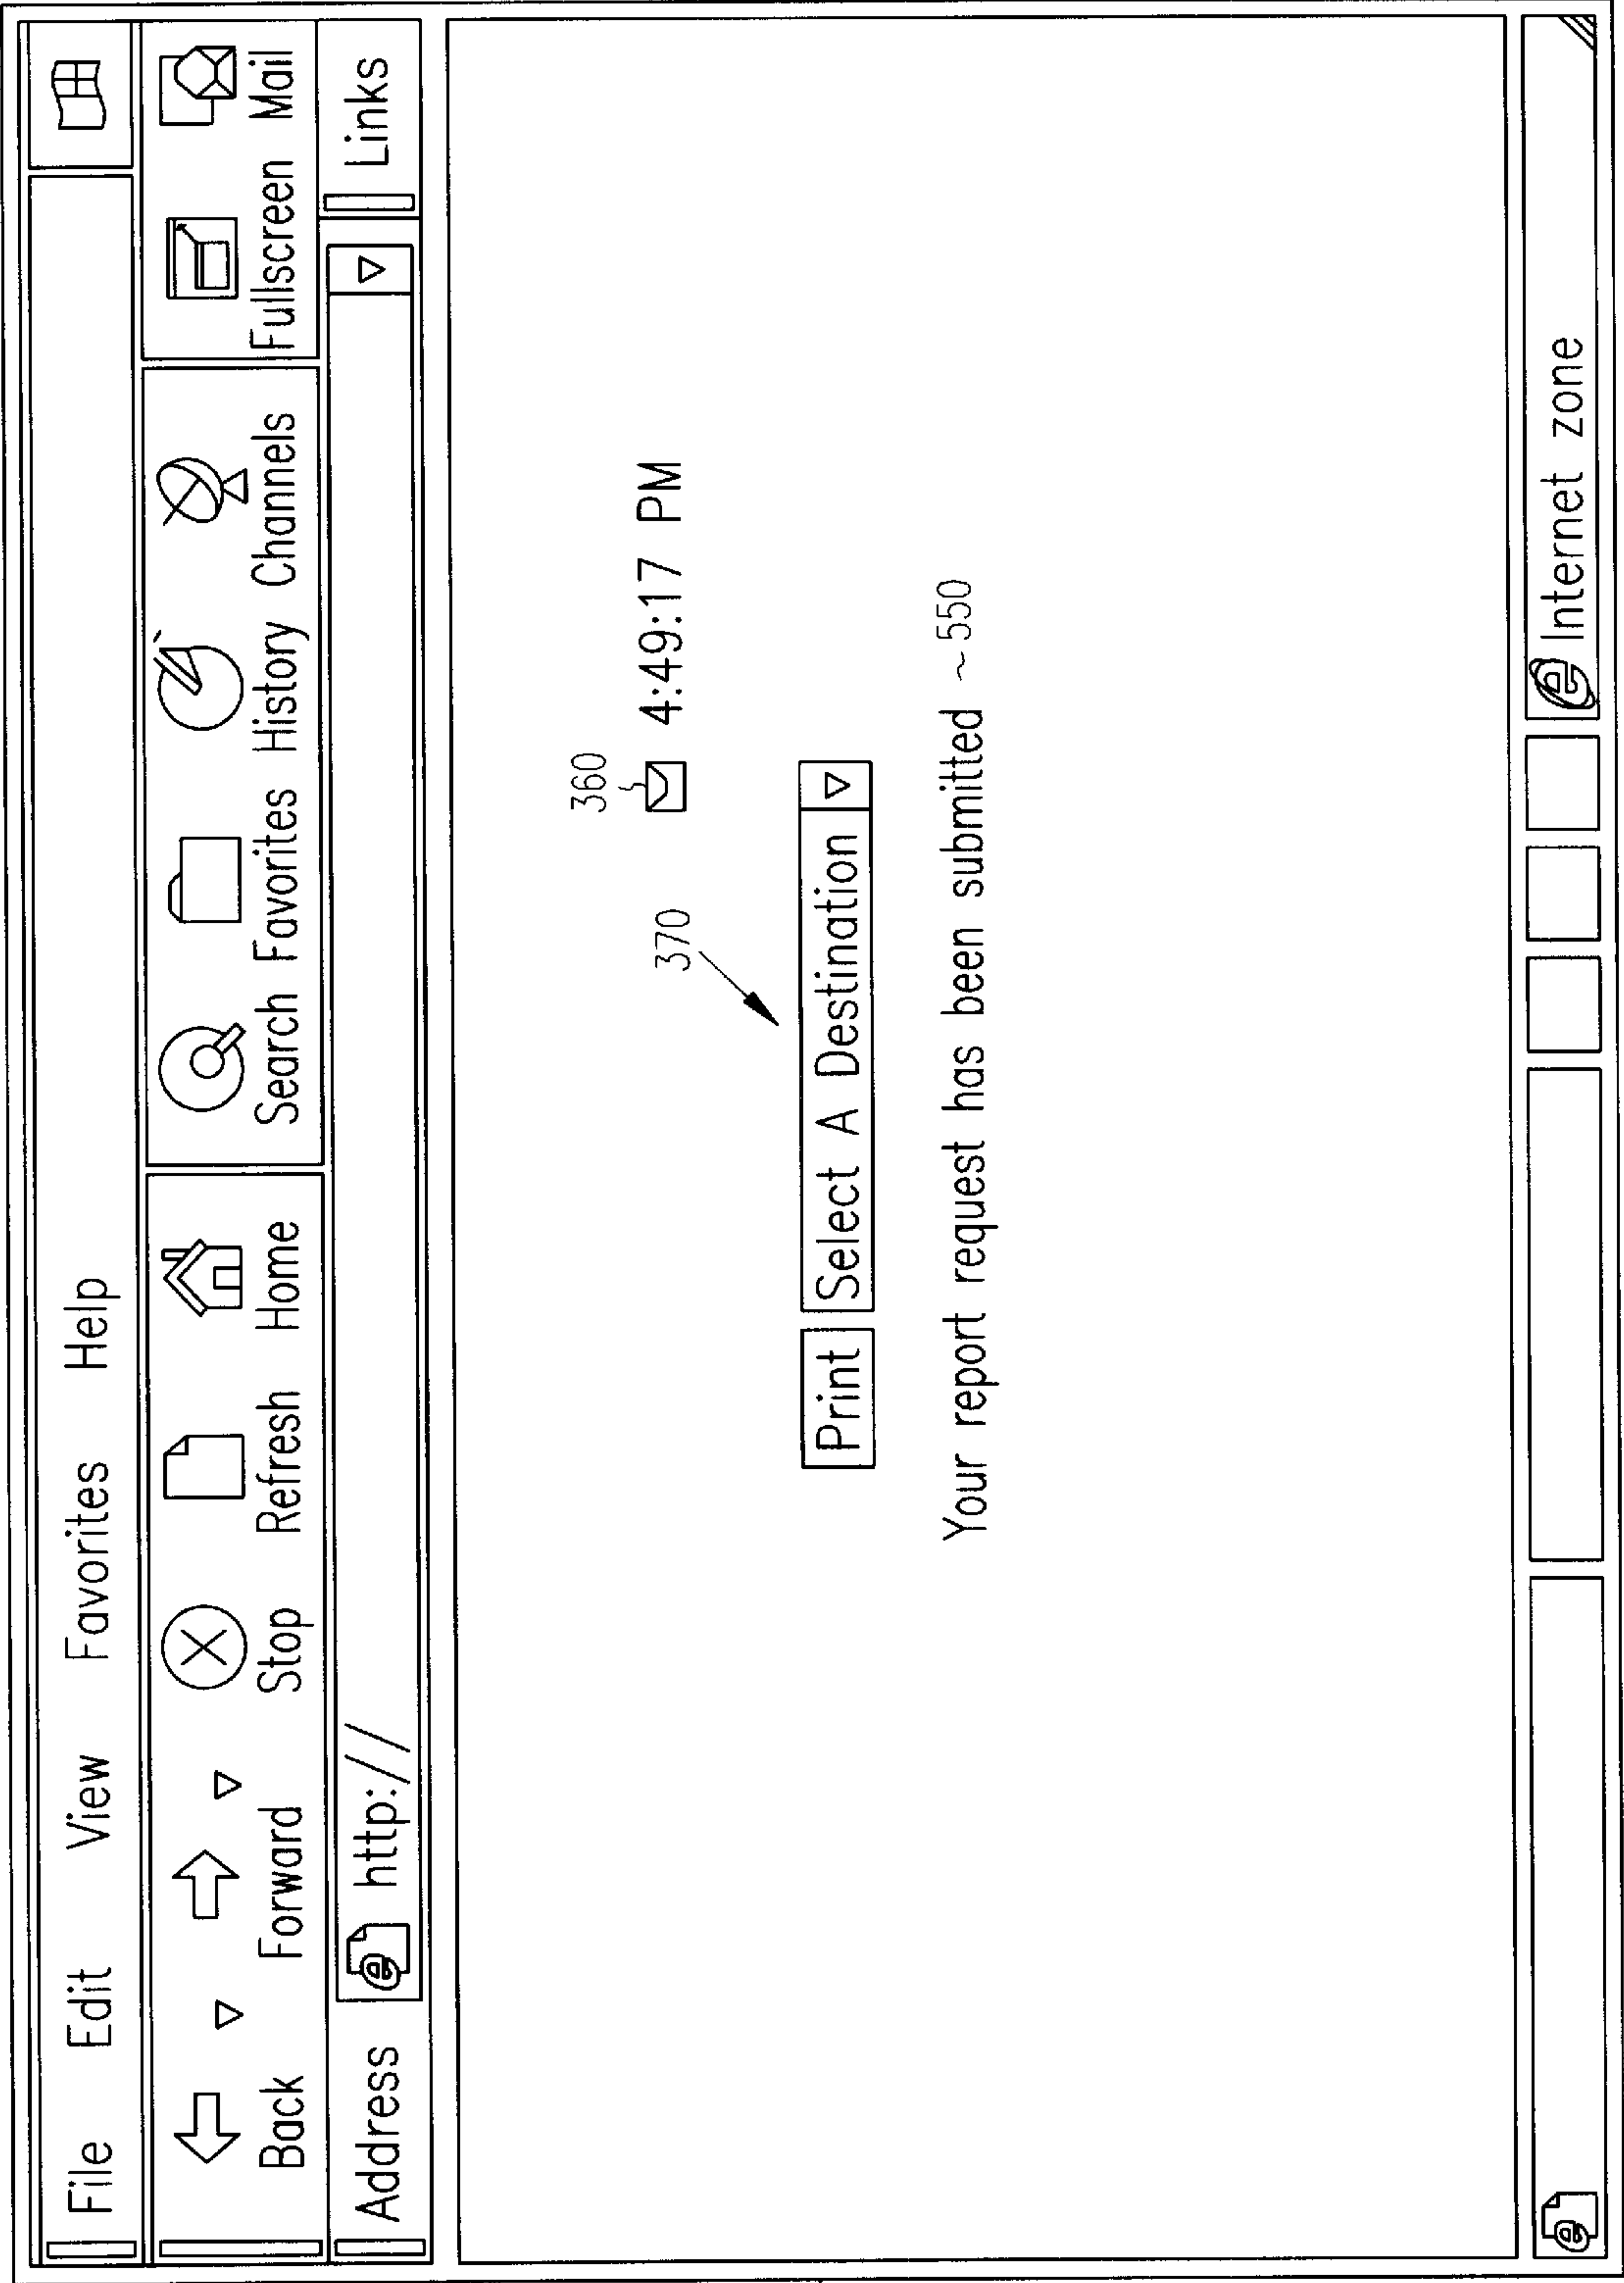 File Edit View Favorites Help
Back Forward Stop Refresh Home Search Favorites History Channels Fullscreen Mail
Address http:// Links
360
4:49:17 PM
370
Print Select A Destination
Your report request has been submitted ~550
Internet zone